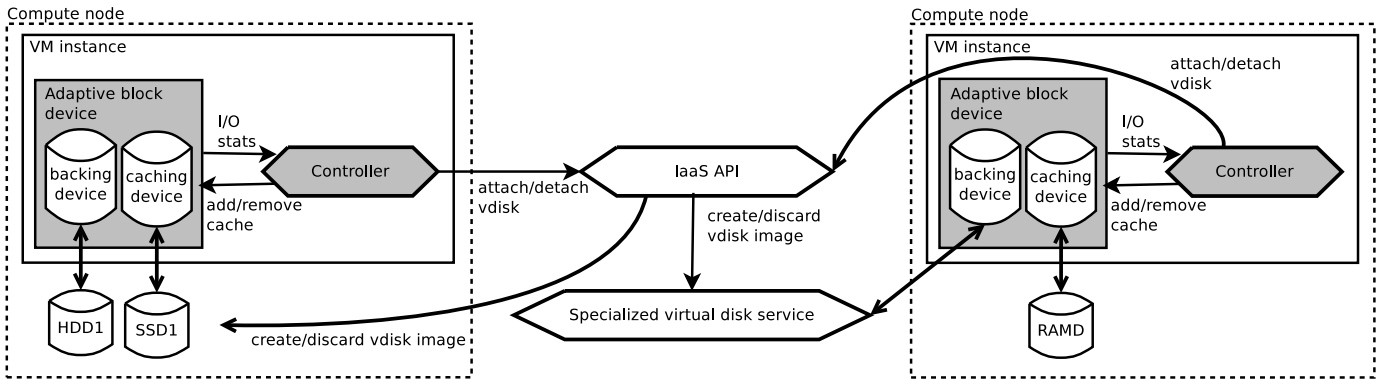 Compute node
VM instance
Adaptive block
device
backing
device
caching
device
I/O
stats
Controller
add/remove
cache
HDD1
SSD1
attach/detach
vdisk
IaaS API
create/discard
vdisk image
Specialized virtual disk service
create/discard vdisk image
Compute node
VM instance
attach/detach
vdisk
Adaptive block
device
backing
device
caching
device
I/O
stats
Controller
add/remove
cache
RAMD